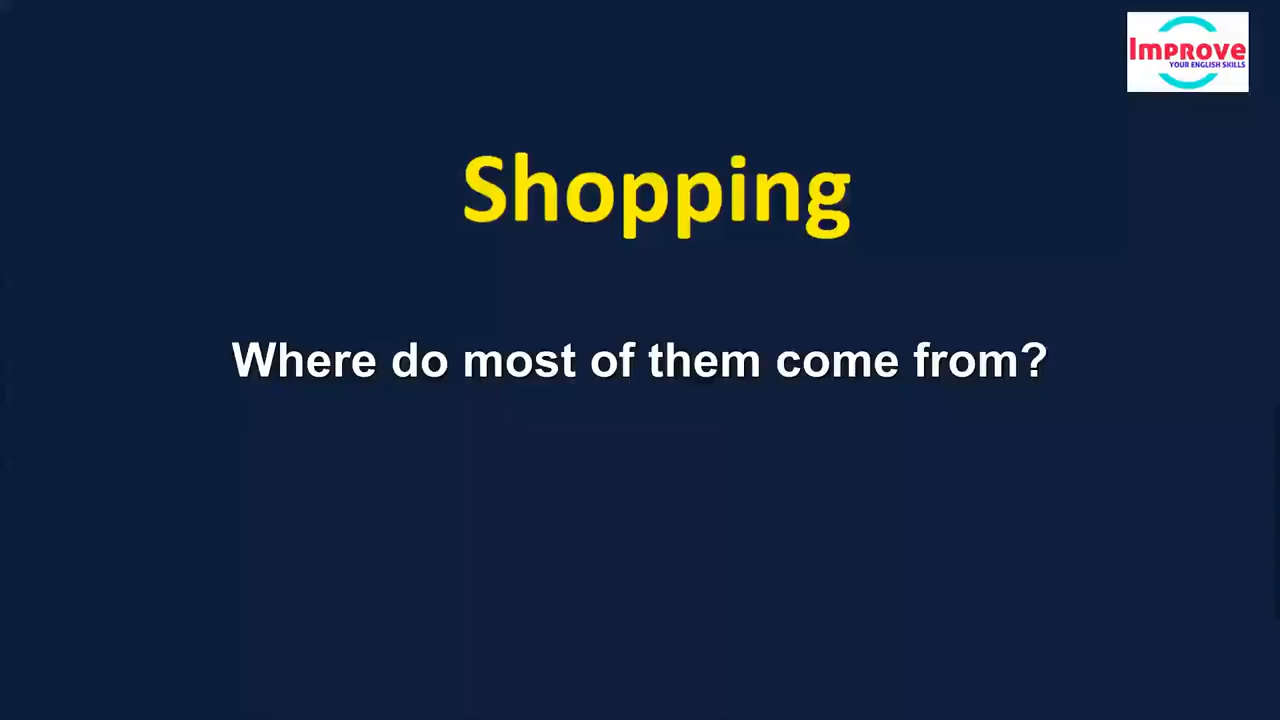 Improve
YOUR ENGLISH SKILLS
Shopping
Where do most of them come from?